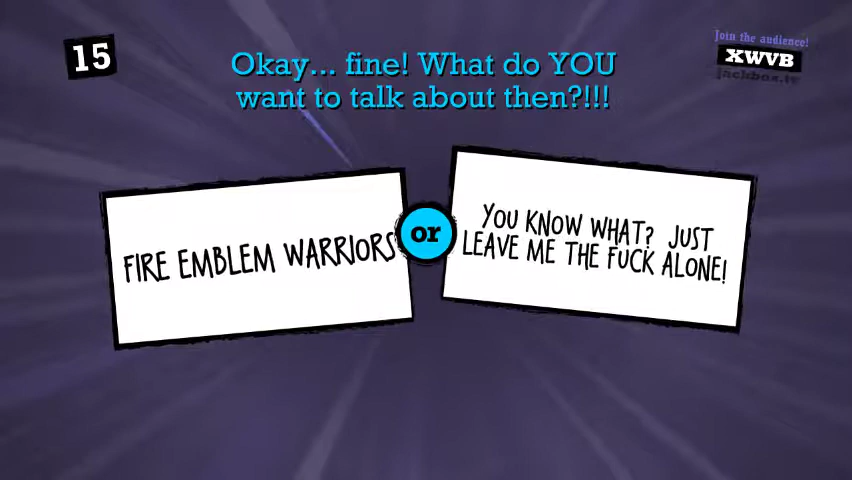 15
Okay... fine! What do YOU
want to talk about then?!!!
Join the audience!
XWVB
jackbox.tv
FIRE EMBLEM WARRIORS
or
YOU KNOW WHAT? JUST
LEAVE ME THE FUCK ALONE!